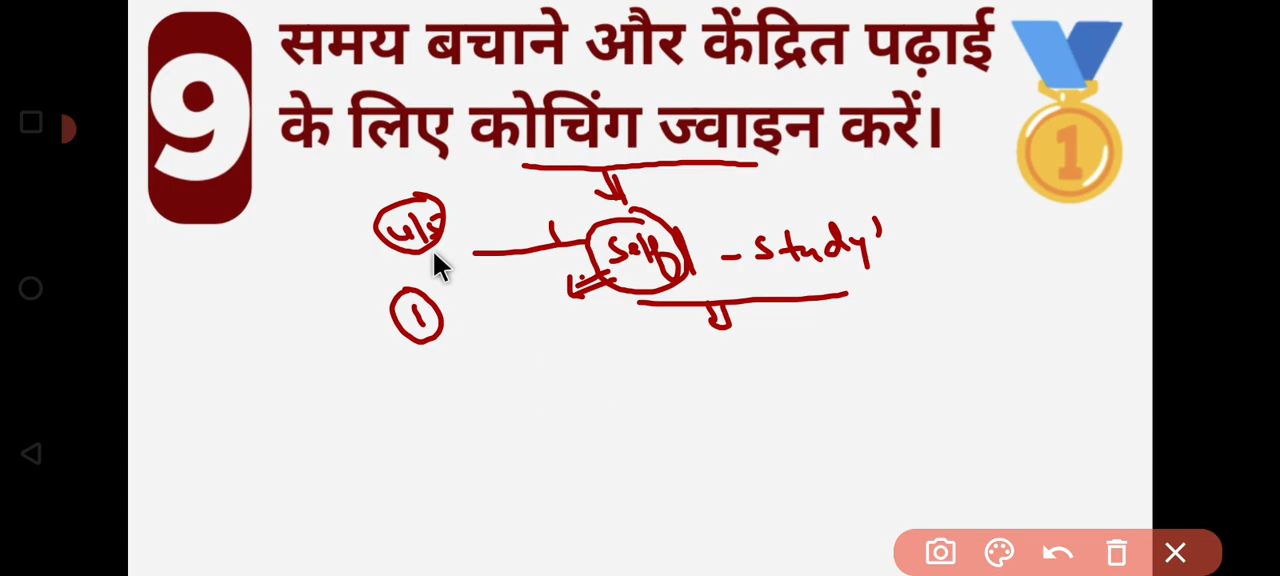 9
समय बचाने और केंद्रित पढ़ाई
के लिए कोचिंग ज्वाइन करें।
1
u/s self - study'
1